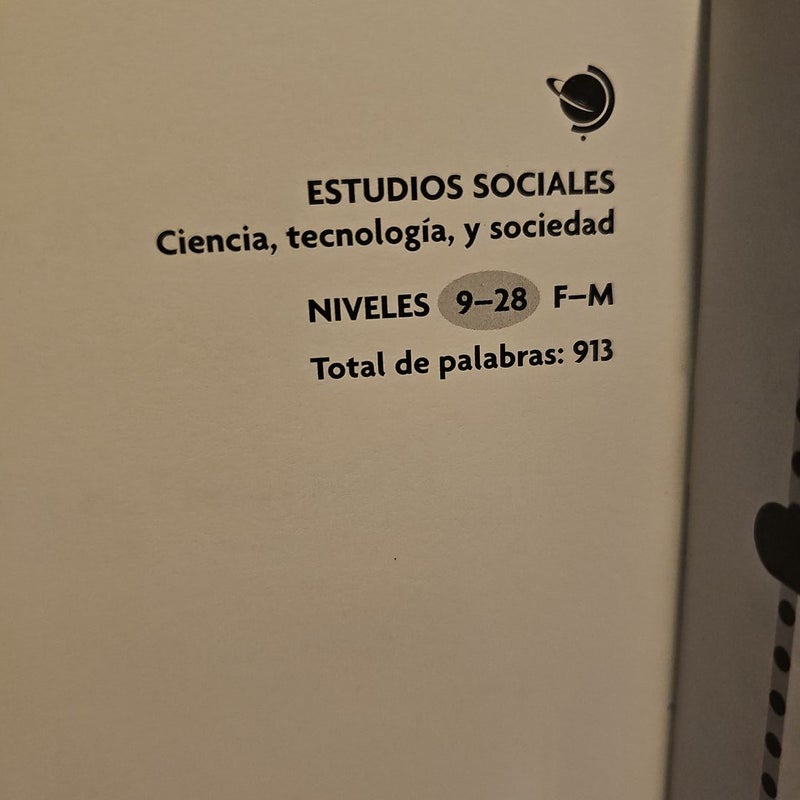 ESTUDIOS SOCIALES
Ciencia, tecnología, y sociedad
NIVELES 9–28 F–M
Total de palabras: 913